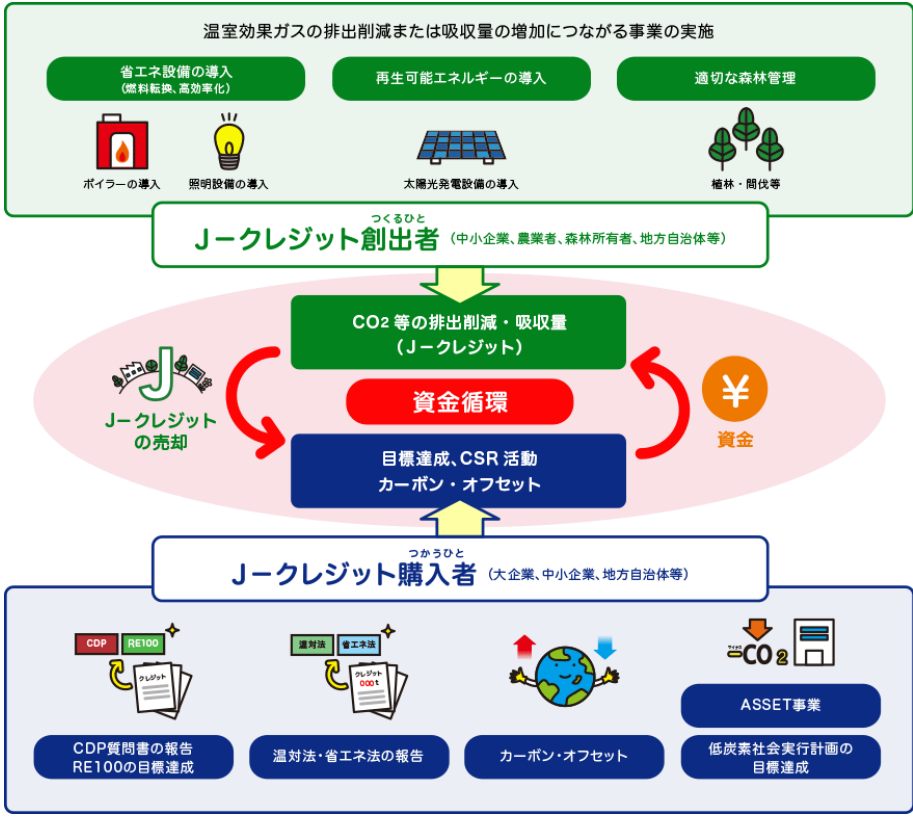 温室効果ガスの排出削減または吸収量の増加につながる事業の実施
省エネ設備の導入
(燃料転換、高効率化)
再生可能エネルギーの導入
適切な森林管理
ボイラーの導入
照明設備の導入
太陽光発電設備の導入
植林・間伐等
つくるひと
Jークレジット創出者(中小企業、農業者、森林所有者、地方自治体等)
CO2 等の排出削減・吸収量
(Jークレジット)
資金循環
J
Jークレジット
の売却
¥
資金
目標達成、CSR 活動
カーボン・オフセット
つかうひと
Jークレジット購入者(大企業、中小企業、地方自治体等)
CDP
RE100
クレジット
温対法
省エネ法
クレジット
000t
マイナス
CO2
ASSET事業
CDP質問書の報告
RE100の目標達成
温対法・省エネ法の報告
カーボン・オフセット
低炭素社会実行計画の
目標達成